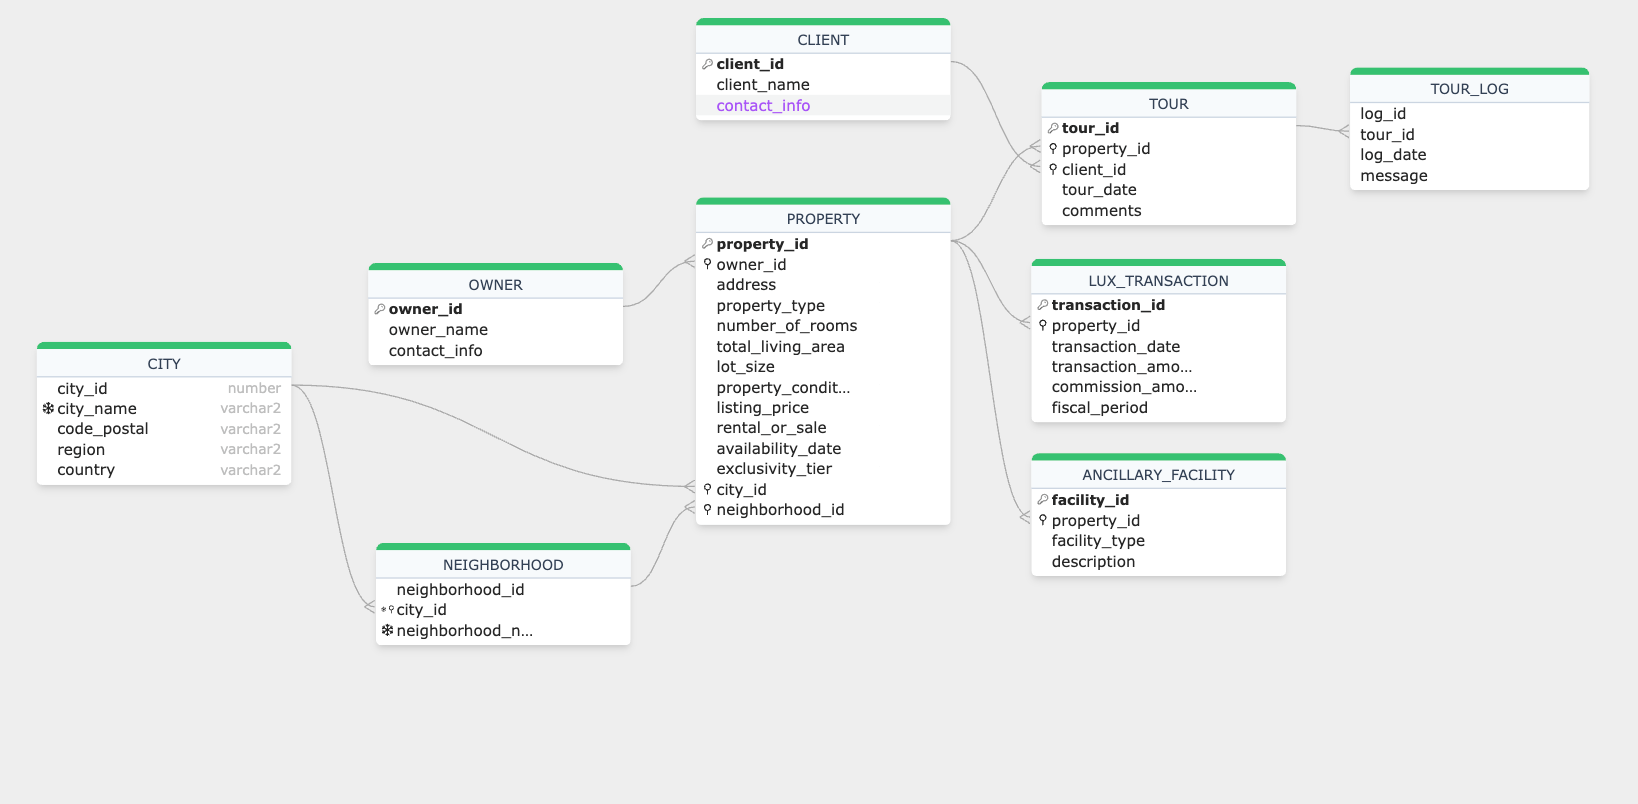 CLIENT
client_id
client_name
contact_info
TOUR
tour_id
property_id
client_id
tour_date
comments
TOUR_LOG
log_id
tour_id
log_date
message
PROPERTY
property_id
owner_id
address
property_type
number_of_rooms
total_living_area
lot_size
property_condit...
listing_price
rental_or_sale
availability_date
exclusivity_tier
city_id
neighborhood_id
OWNER
owner_id
owner_name
contact_info
LUX_TRANSACTION
transaction_id
property_id
transaction_date
transaction_amo...
commission_amo...
fiscal_period
CITY
city_id number
city_name varchar2
code_postal varchar2
region varchar2
country varchar2
ANCILLARY_FACILITY
facility_id
property_id
facility_type
description
NEIGHBORHOOD
neighborhood_id
city_id
neighborhood_n...